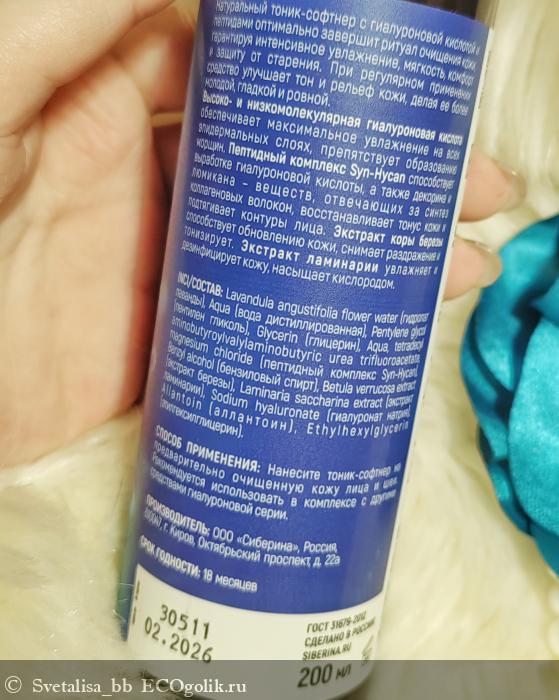 Натуральный тоник-софтнер с гиалуроновой кислотой и
пептидами оптимально завершит ритуал очищения кожи,
гарантируя интенсивное увлажнение, мягкость, комфорт
и защиту от старения. При регулярном применении
средство улучшает тон и рельеф кожи, делая ее более
молодой, гладкой и ровной.
Высоко- и низкомолекулярная гиалуроновая кислота
обеспечивает максимальное увлажнение на всех
эпидермальных слоях, препятствует образованию
морщин. Пептидный комплекс Syn-Hycan способствует
выработке гиалуроновой кислоты, а также декорина и
люмикана – веществ, отвечающих за синтез
коллагеновых волокон, восстанавливает тонус кожи и
подтягивает контуры лица. Экстракт коры березы
способствует обновлению кожи, снимает раздражение и
тонизирует. Экстракт ламинарии увлажняет и
дезинфицирует кожу, насыщает кислородом.
INCI/СОСТАВ: Lavandula angustifolia flower water (гидролат
лаванды), Aqua (вода дистиллированная), Pentylene glycol
(пентилен гликоль), Glycerin (глицерин), Aqua, tetradecyl
aminobutyroylvalylaminobutyric urea trifluoroacetate,
magnesium chloride (пептидный комплекс Syn-Hycan),
Benzyl alcohol (бензиловый спирт), Betula verrucosa extract
(экстракт березы), Laminaria saccharina extract (экстракт
ламинарии), Sodium hyaluronate (гиалуронат натрия),
Allantoin (аллантоин), Ethylhexylglycerin
(этилгексилглицерин).
СПОСОБ ПРИМЕНЕНИЯ: Нанесите тоник-софтнер на
предварительно очищенную кожу лица и шеи.
Рекомендуется использовать в комплексе с другими
средствами гиалуроновой серии.
ПРОИЗВОДИТЕЛЬ: ООО «Сиберина», Россия,
610047, г. Киров, Октябрьский проспект, д. 22а
СРОК ГОДНОСТИ: 18 месяцев
30511
02.2026
ГОСТ 31679-2012
СДЕЛАНО В РОССИИ
SIBERINA.RU
200 мл
© Svetalisa_bb ECOgolik.ru